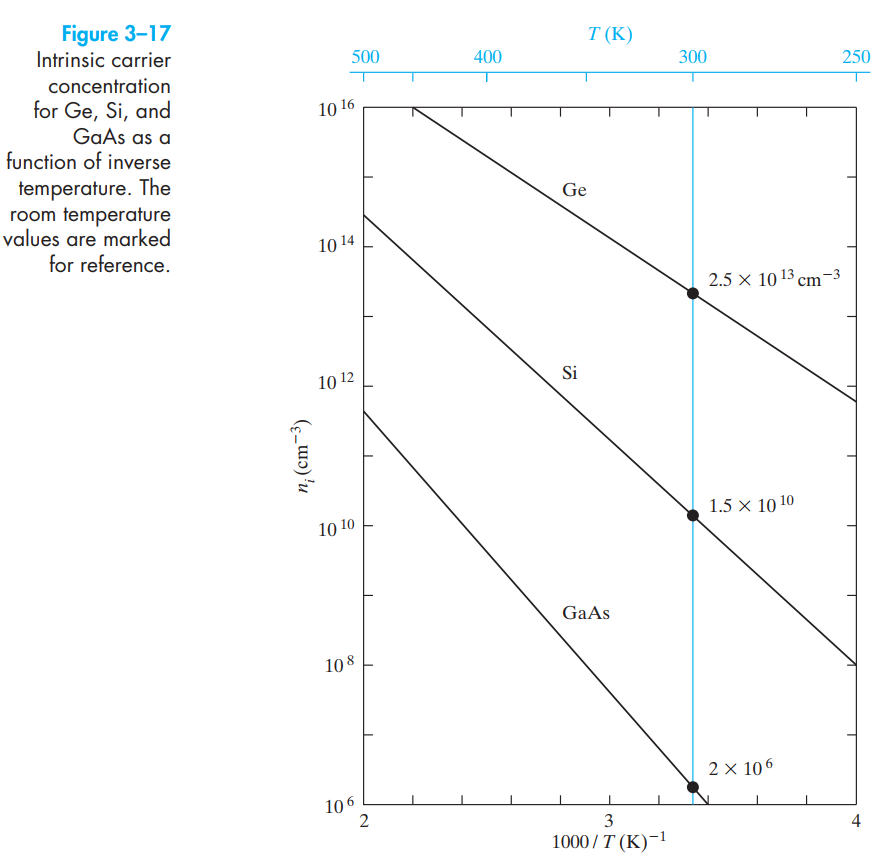 Figure 3–17
Intrinsic carrier
concentration
for Ge, Si, and
GaAs as a
function of inverse
temperature. The
room temperature
values are marked
for reference.
T (K)
500 400 300 250
10^16
Ge
10^14
2.5 × 10^13 cm^−3
Si
10^12
n_i (cm^−3)
1.5 × 10^10
10^10
GaAs
10^8
2 × 10^6
10^6
2 3 4
1000 / T (K)^−1